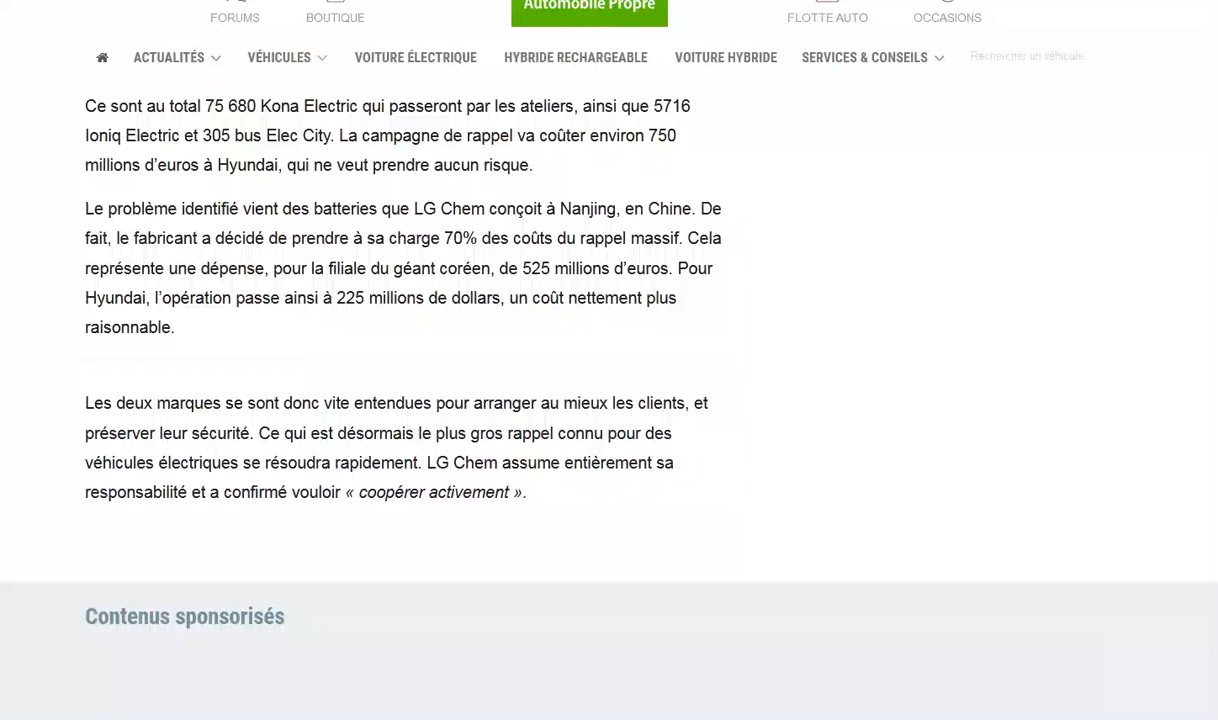 Automobile Propre
FORUMS
BOUTIQUE
FLOTTE AUTO
OCCASIONS
ACTUALITÉS
VÉHICULES
VOITURE ÉLECTRIQUE
HYBRIDE RECHARGEABLE
VOITURE HYBRIDE
SERVICES & CONSEILS
Rechercher un véhicule
Ce sont au total 75 680 Kona Electric qui passeront par les ateliers, ainsi que 5716
Ioniq Electric et 305 bus Elec City. La campagne de rappel va coûter environ 750
millions d’euros à Hyundai, qui ne veut prendre aucun risque.
Le problème identifié vient des batteries que LG Chem conçoit à Nanjing, en Chine. De
fait, le fabricant a décidé de prendre à sa charge 70% des coûts du rappel massif. Cela
représente une dépense, pour la filiale du géant coréen, de 525 millions d’euros. Pour
Hyundai, l’opération passe ainsi à 225 millions de dollars, un coût nettement plus
raisonnable.
Les deux marques se sont donc vite entendues pour arranger au mieux les clients, et
préserver leur sécurité. Ce qui est désormais le plus gros rappel connu pour des
véhicules électriques se résoudra rapidement. LG Chem assume entièrement sa
responsabilité et a confirmé vouloir « coopérer activement ».
Contenus sponsorisés